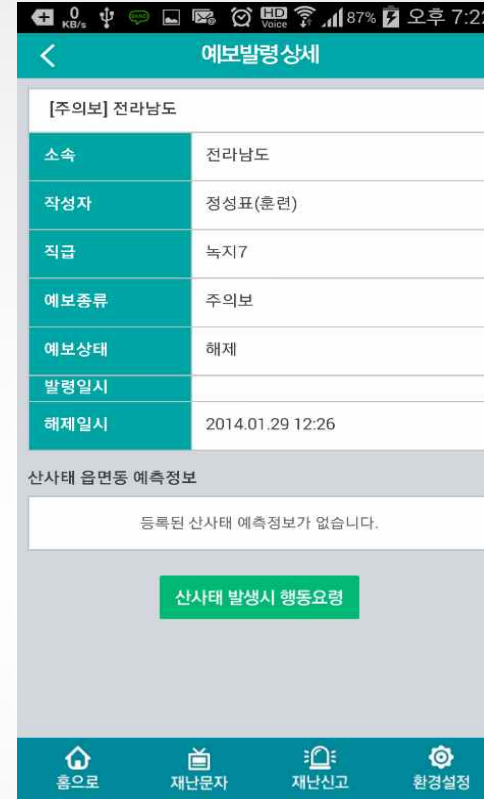 0 KB/s HD Voice 87% 오후 7:22
예보발령상세
[주의보] 전라남도
소속 전라남도
작성자 정성표(훈련)
직급 녹지7
예보종류 주의보
예보상태 해제
발령일시
해제일시 2014.01.29 12:26
산사태 읍면동 예측정보
등록된 산사태 예측정보가 없습니다.
산사태 발생시 행동요령
홈으로 재난문자 재난신고 환경설정